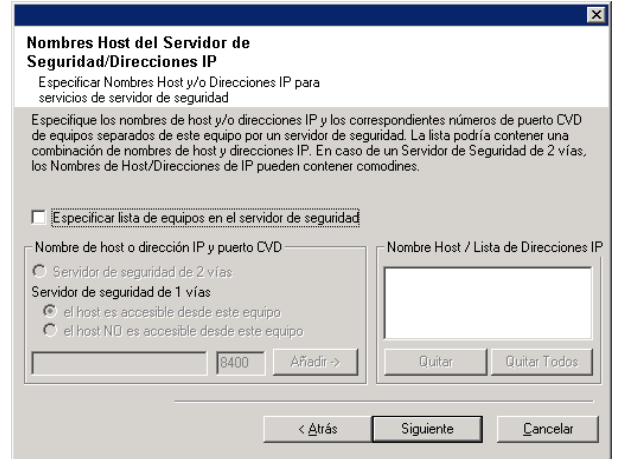 Nombres Host del Servidor de
Seguridad/Direcciones IP
Especificar Nombres Host y/o Direcciones IP para
servicios de servidor de seguridad
Especifique los nombres de host y/o direcciones IP y los correspondientes números de puerto CVD
de equipos separados de este equipo por un servidor de seguridad. La lista podría contener una
combinación de nombres de host y direcciones IP. En caso de un Servidor de Seguridad de 2 vías,
los Nombres de Host/Direcciones de IP pueden contener comodines.
Especificar lista de equipos en el servidor de seguridad
Nombre de host o dirección IP y puerto CVD
Servidor de seguridad de 2 vías
Servidor de seguridad de 1 vías
el host es accesible desde este equipo
el host NO es accesible desde este equipo
8400
Añadir->
Nombre Host / Lista de Direcciones IP
Quitar
Quitar Todos
< Atrás
Siguiente
Cancelar